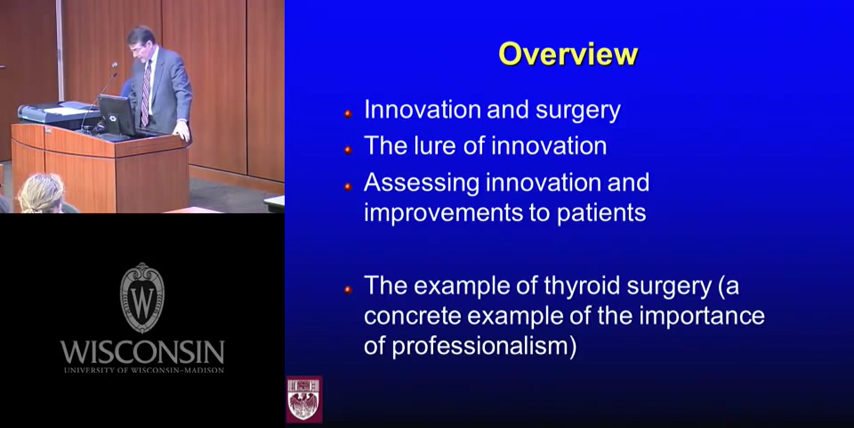 Overview
Innovation and surgery
The lure of innovation
Assessing innovation and
improvements to patients
The example of thyroid surgery (a
concrete example of the importance
of professionalism)
W
WISCONSIN
UNIVERSITY OF WISCONSIN–MADISON